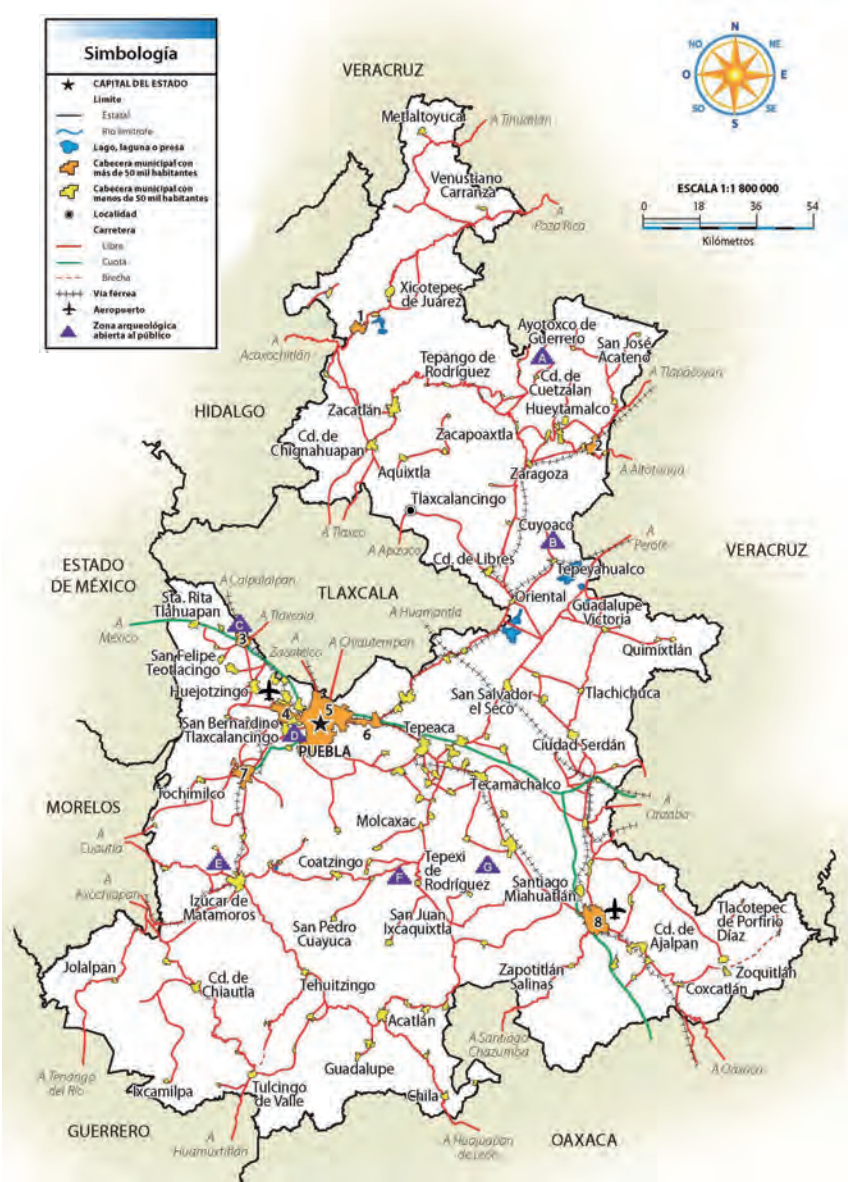 Simbología
CAPITAL DEL ESTADO
Límite
Estatal
Río limítrofe
Lago, laguna o presa
Cabecera municipal con
más de 50 mil habitantes
Cabecera municipal con
menos de 50 mil habitantes
Localidad
Carretera
Libre
Cuota
Brecha
Vía férrea
Aeropuerto
Zona arqueológica
abierta al público
N
NO
NE
O
E
SO
SE
S
ESCALA 1:1 800 000
0 18 36 54
Kilómetros
VERACRUZ
Metlaltoyuca
A Tihuatlán
Venustiano
Carranza
A
Poza Rica
Xicotepec
de Juárez
1
A
Acaxochitlán
Ayotoxco de
Guerrero
San José
Acateno
A
Tepango de
Rodríguez
Cd. de
Cuetzalan
A Tlapacoyan
HIDALGO
Zacatlán
Hueytamalco
Cd. de
Chignahuapan
Zacapoaxtla
2
Zaragoza
A Altotonga
Aquixtla
Tlaxcalancingo
A Tlaxco
A Apizaco
Cuyoaco
B
A
Perote
VERACRUZ
ESTADO
DE MÉXICO
Cd. de Libres
Tepeyahualco
A Calpulalpan
TLAXCALA
Oriental
Sta. Rita
Tlahuapan
A Huamantla
Guadalupe
Victoria
A
México
C
3
A Tlaxcala
A
Zacatelco
A Chiautempan
Quimixtlán
San Felipe
Teotlacingo
Huejotzingo
San Salvador
el Seco
Tlachichuca
4
5
San Bernardino
Tlaxcalancingo
D
PUEBLA
6
Tepeaca
Ciudad Serdán
7
Tochimilco
Tecamachalco
MORELOS
A
Orizaba
Molcaxac
A
Cuautla
E
Coatzingo
Tepexi
de
Rodríguez
F
G
A
Axochiapan
Izúcar de
Matamoros
Santiago
Miahuatlán
San Pedro
Cuayuca
San Juan
Ixcaquixtla
8
Tlacotepec
de Porfirio
Díaz
Cd. de
Ajalpan
Jolalpan
Cd. de
Chiautla
Tehuitzingo
Zapotitlán
Salinas
Zoquitlán
Coxcatlán
Acatlán
A Santiago
Chazumba
A Tenango
del Río
Ixcamilpa
Tulcingo
de Valle
Guadalupe
Chila
A Oaxaca
GUERRERO
A
Huamuxtitlán
A Huajuapan
de León
OAXACA